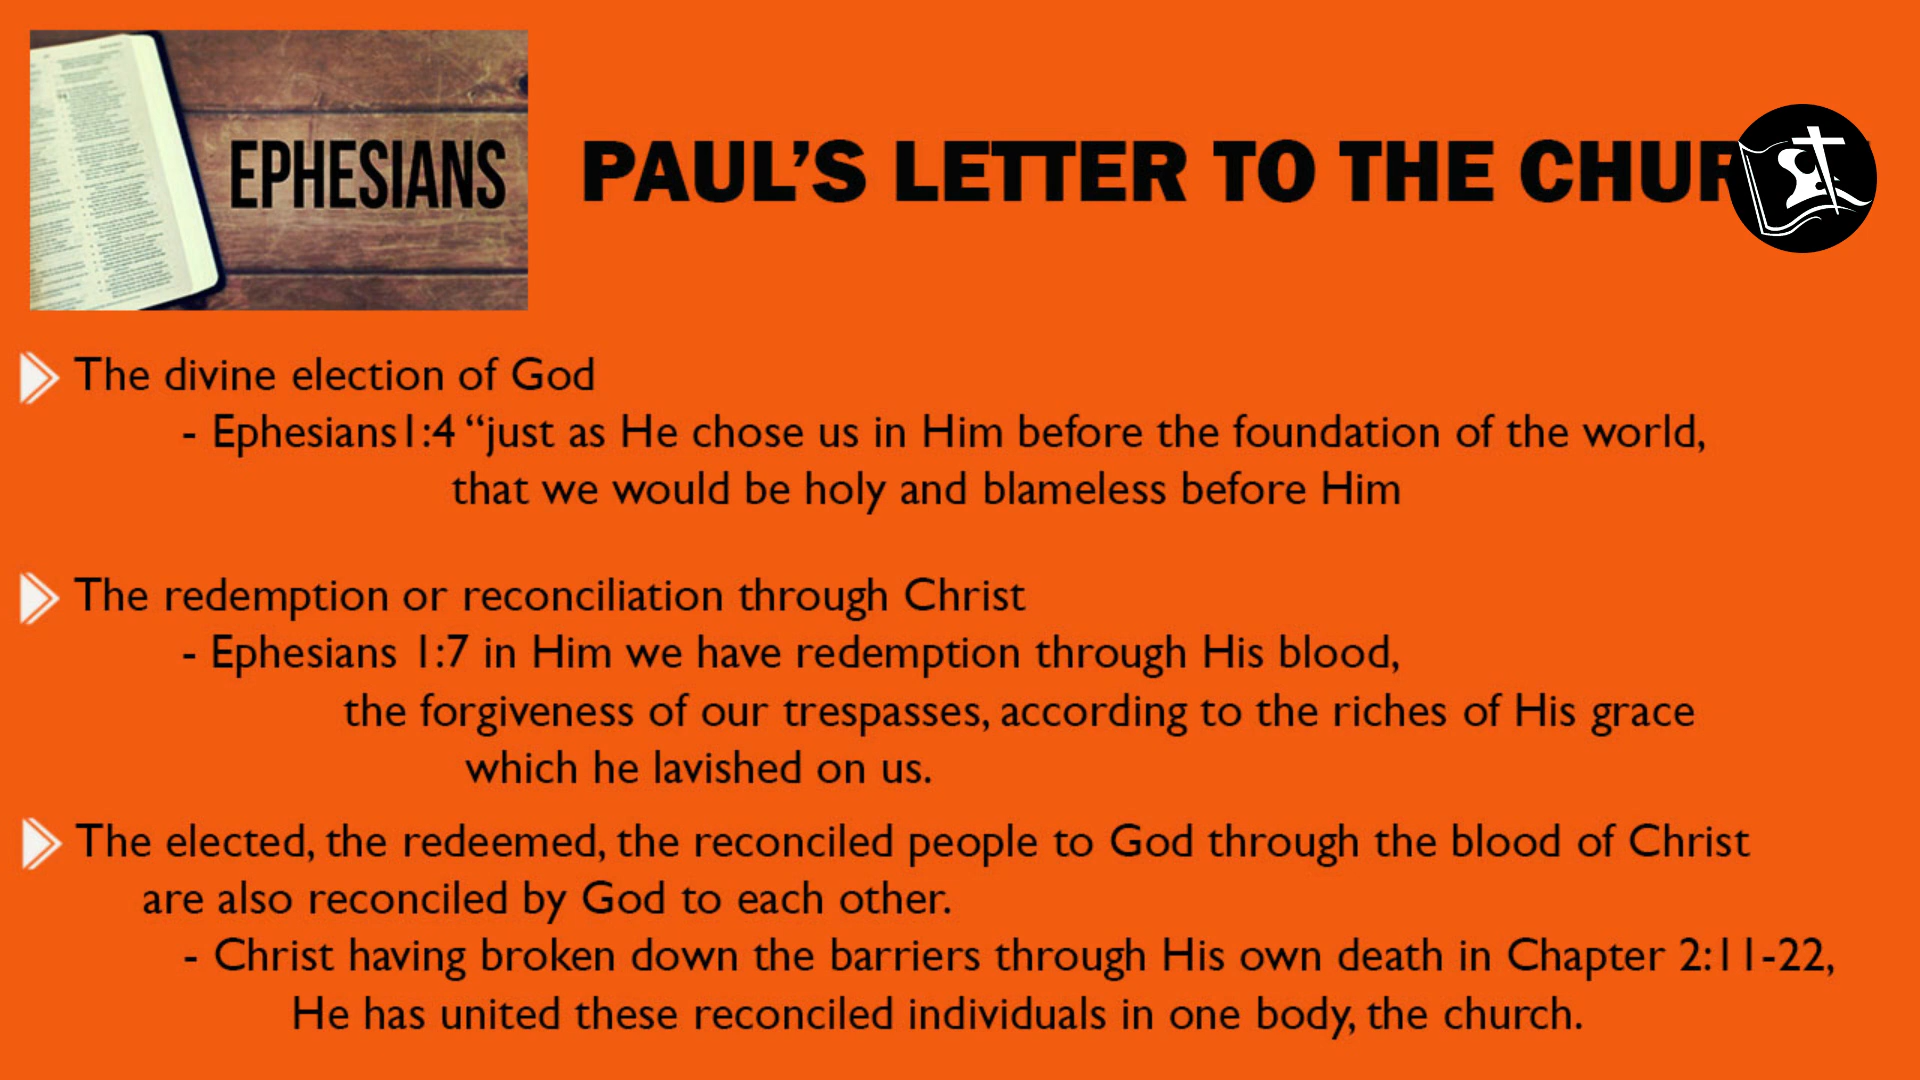 EPHESIANS
PAUL’S LETTER TO THE
The divine election of God
- Ephesians1:4 “just as He chose us in Him before the foundation of the world,
that we would be holy and blameless before Him
The redemption or reconciliation through Christ
- Ephesians 1:7 in Him we have redemption through His blood,
the forgiveness of our trespasses, according to the riches of His grace
which he lavished on us.
The elected, the redeemed, the reconciled people to God through the blood of Christ
are also reconciled by God to each other.
- Christ having broken down the barriers through His own death in Chapter 2:11-22,
He has united these reconciled individuals in one body, the church.